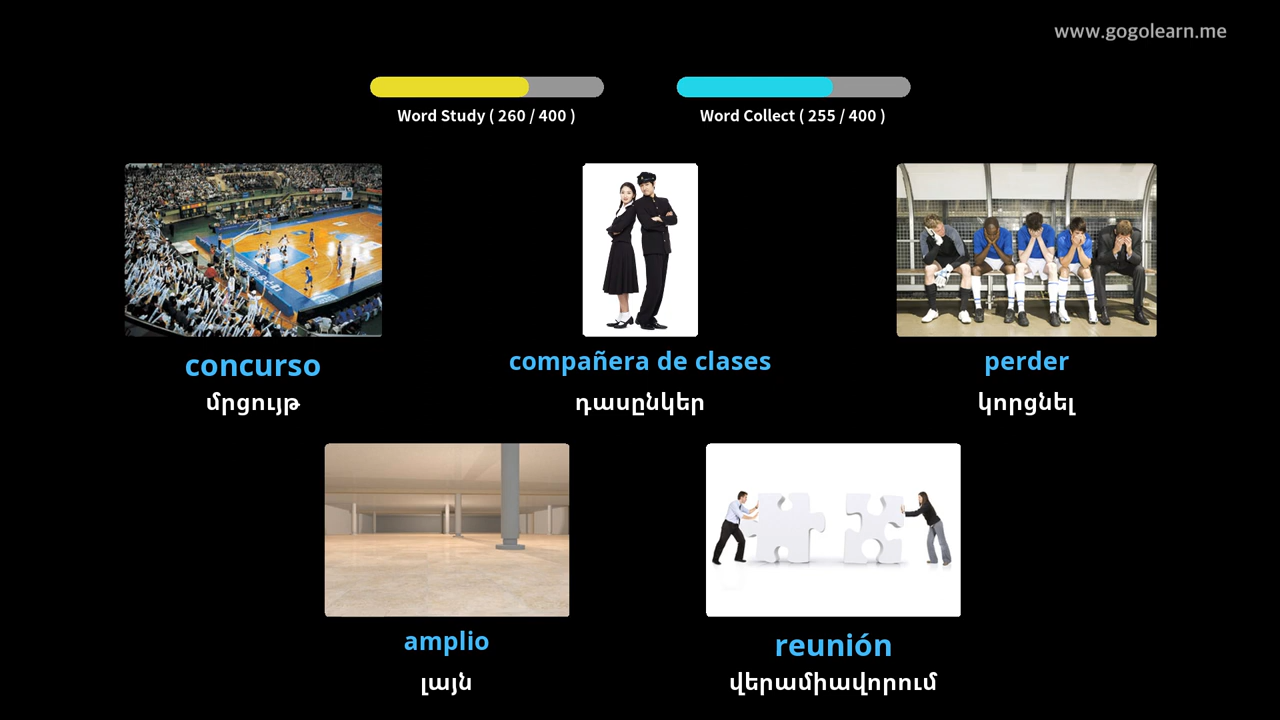 www.gogolearn.me
Word Study ( 260 / 400 )
Word Collect ( 255 / 400 )
concurso
մրցույթ
compañera de clases
դասընկեր
perder
կորցնել
amplio
լայն
reunión
վերամիավորում